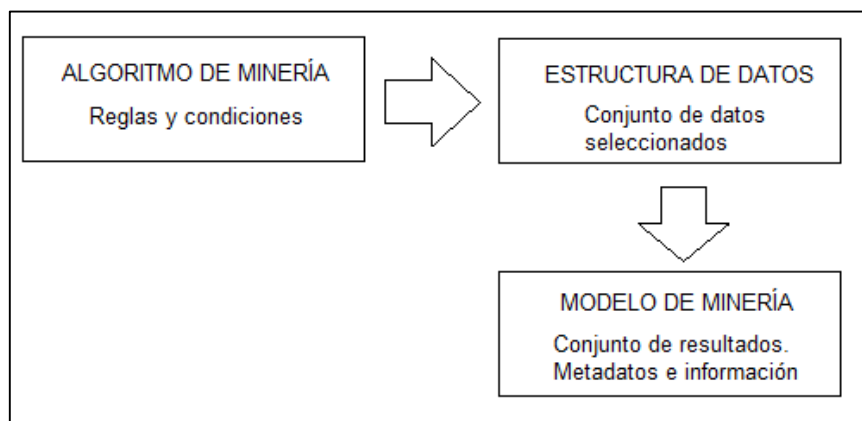 ALGORITMO DE MINERÍA
Reglas y condiciones
ESTRUCTURA DE DATOS
Conjunto de datos
seleccionados
MODELO DE MINERÍA
Conjunto de resultados.
Metadatos e información